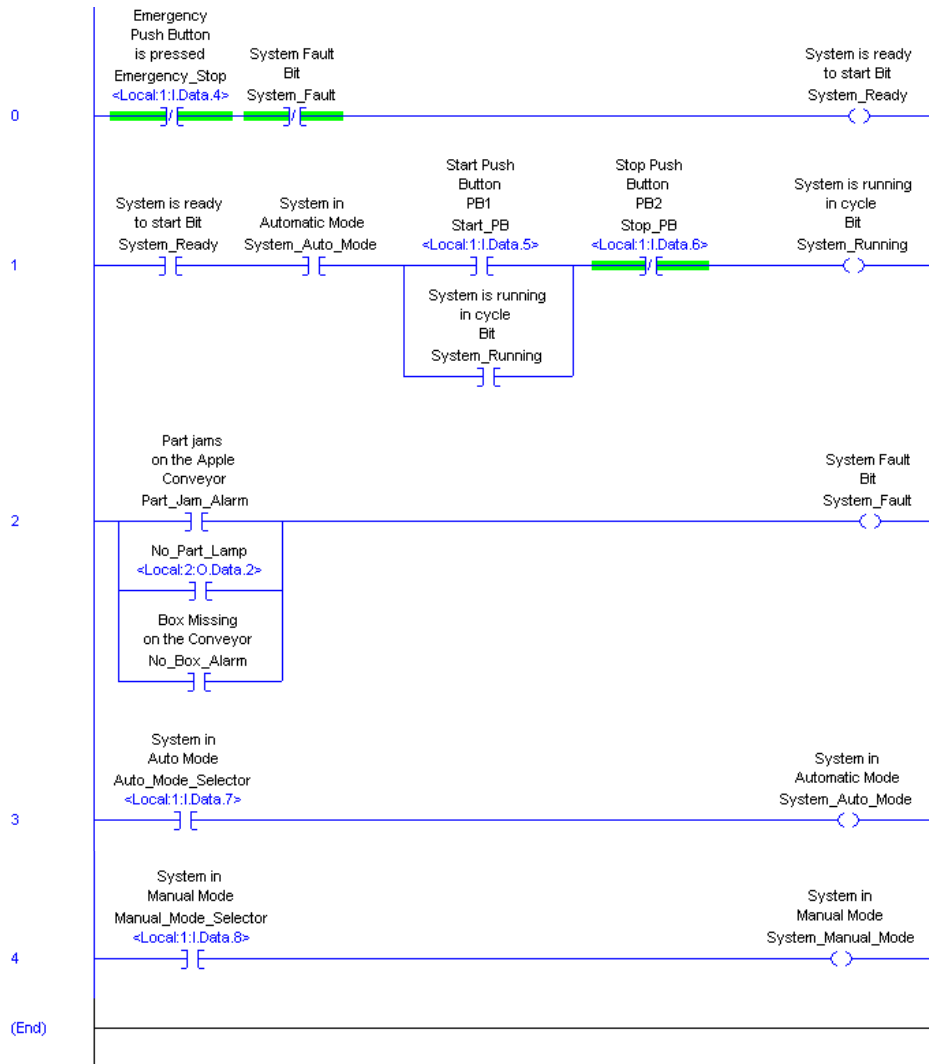 Emergency
Push Button
is pressed
Emergency_Stop
<Local:1:I.Data.4>
System Fault
Bit
System_Fault
System is ready
to start Bit
System_Ready
0
System is ready
to start Bit
System_Ready
System in
Automatic Mode
System_Auto_Mode
Start Push
Button
PB1
Start_PB
<Local:1:I.Data.5>
Stop Push
Button
PB2
Stop_PB
<Local:1:I.Data.6>
System is running
in cycle
Bit
System_Running
1
System is running
in cycle
Bit
System_Running
Part jams
on the Apple
Conveyor
Part_Jam_Alarm
System Fault
Bit
System_Fault
2
No_Part_Lamp
<Local:2:O.Data.2>
Box Missing
on the Conveyor
No_Box_Alarm
System in
Auto Mode
Auto_Mode_Selector
<Local:1:I.Data.7>
System in
Automatic Mode
System_Auto_Mode
3
System in
Manual Mode
Manual_Mode_Selector
<Local:1:I.Data.8>
System in
Manual Mode
System_Manual_Mode
4
(End)